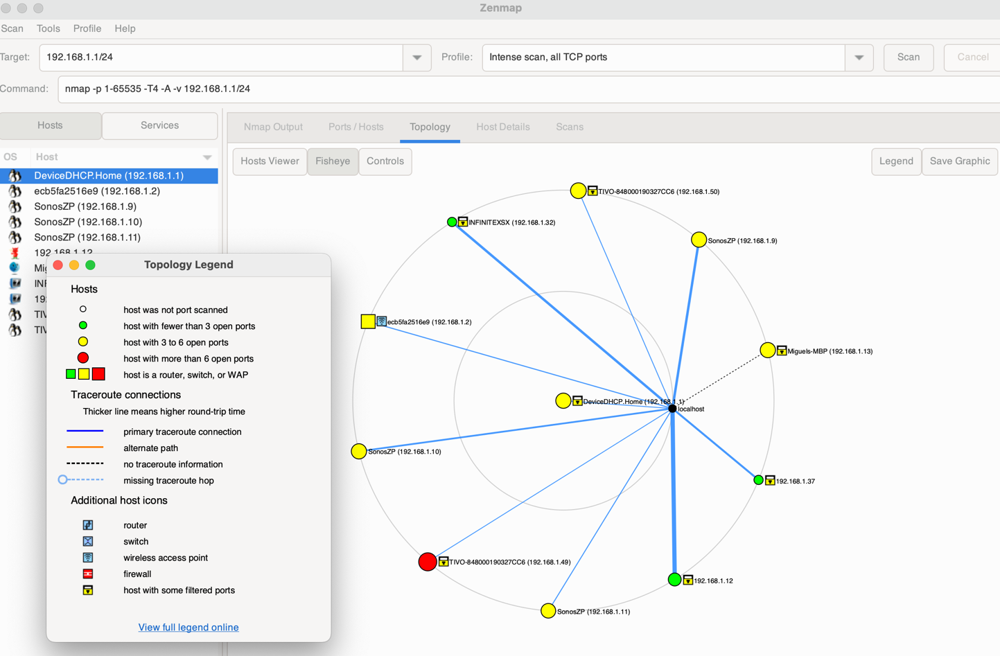 Zenmap
Scan Tools Profile Help
Target: 192.168.1.1/24 Profile: Intense scan, all TCP ports Scan Cancel
Command: nmap -p 1-65535 -T4 -A -v 192.168.1.1/24
Hosts Services
Nmap Output Ports / Hosts Topology Host Details Scans
OS Host
DeviceDHCP.Home (192.168.1.1)
ecb5fa2516e9 (192.168.1.2)
SonosZP (192.168.1.9)
SonosZP (192.168.1.10)
SonosZP (192.168.1.11)
192.168.1.12
Mig
INF
19
TIV
TIV
Hosts Viewer Fisheye Controls Legend Save Graphic
Topology Legend
Hosts
host was not port scanned
host with fewer than 3 open ports
host with 3 to 6 open ports
host with more than 6 open ports
host is a router, switch, or WAP
Traceroute connections
Thicker line means higher round-trip time
primary traceroute connection
alternate path
no traceroute information
missing traceroute hop
Additional host icons
router
switch
wireless access point
firewall
host with some filtered ports
View full legend online
TIVO-848000190327CC6 (192.168.1.50)
INFINITEXSX (192.168.1.32)
SonosZP (192.168.1.9)
ecb5fa2516e9 (192.168.1.2)
Miguels-MBP (192.168.1.13)
DeviceDHCP.Home (192.168.1.1)
localhost
SonosZP (192.168.1.10)
192.168.1.37
TIVO-848000190327CC6 (192.168.1.49)
192.168.1.12
SonosZP (192.168.1.11)